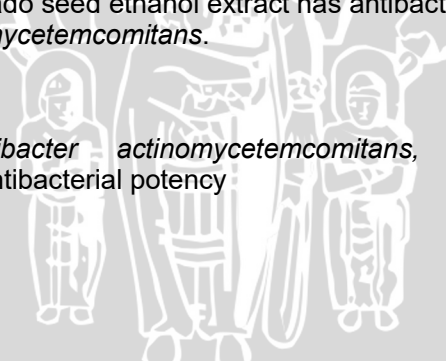 ado seed ethanol extract has antibact
mycetemcomitans.
ibacter actinomycetemcomitans,
ntibacterial potency